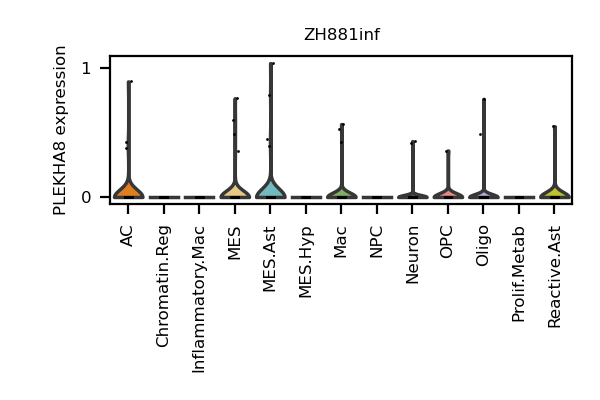 ZH881inf
PLEKHA8 expression
1
0
AC
Chromatin.Reg
Inflammatory.Mac
MES
MES.Ast
MES.Hyp
Mac
NPC
Neuron
OPC
Oligo
Prolif.Metab
Reactive.Ast